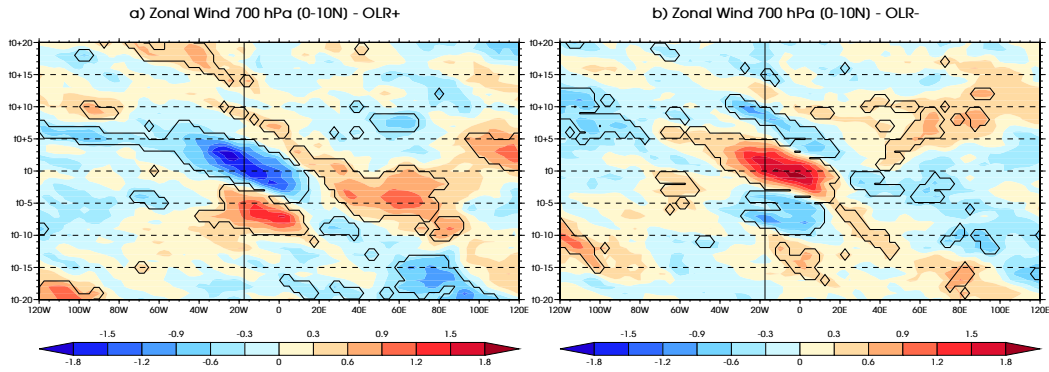 a) Zonal Wind 700 hPa (0-10N) - OLR+
t0+20
t0+15
t0+10
t0+5
t0
t0-5
t0-10
t0-15
t0-20
120W 100W 80W 60W 40W 20W 0 20E 40E 60E 80E 100E 120E
-1.5 -0.9 -0.3 0.3 0.9 1.5
-1.8 -1.2 -0.6 0 0.6 1.2 1.8
b) Zonal Wind 700 hPa (0-10N) - OLR-
t0+20
t0+15
t0+10
t0+5
t0
t0-5
t0-10
t0-15
t0-20
120W 100W 80W 60W 40W 20W 0 20E 40E 60E 80E 100E 120E
-1.5 -0.9 -0.3 0.3 0.9 1.5
-1.8 -1.2 -0.6 0 0.6 1.2 1.8